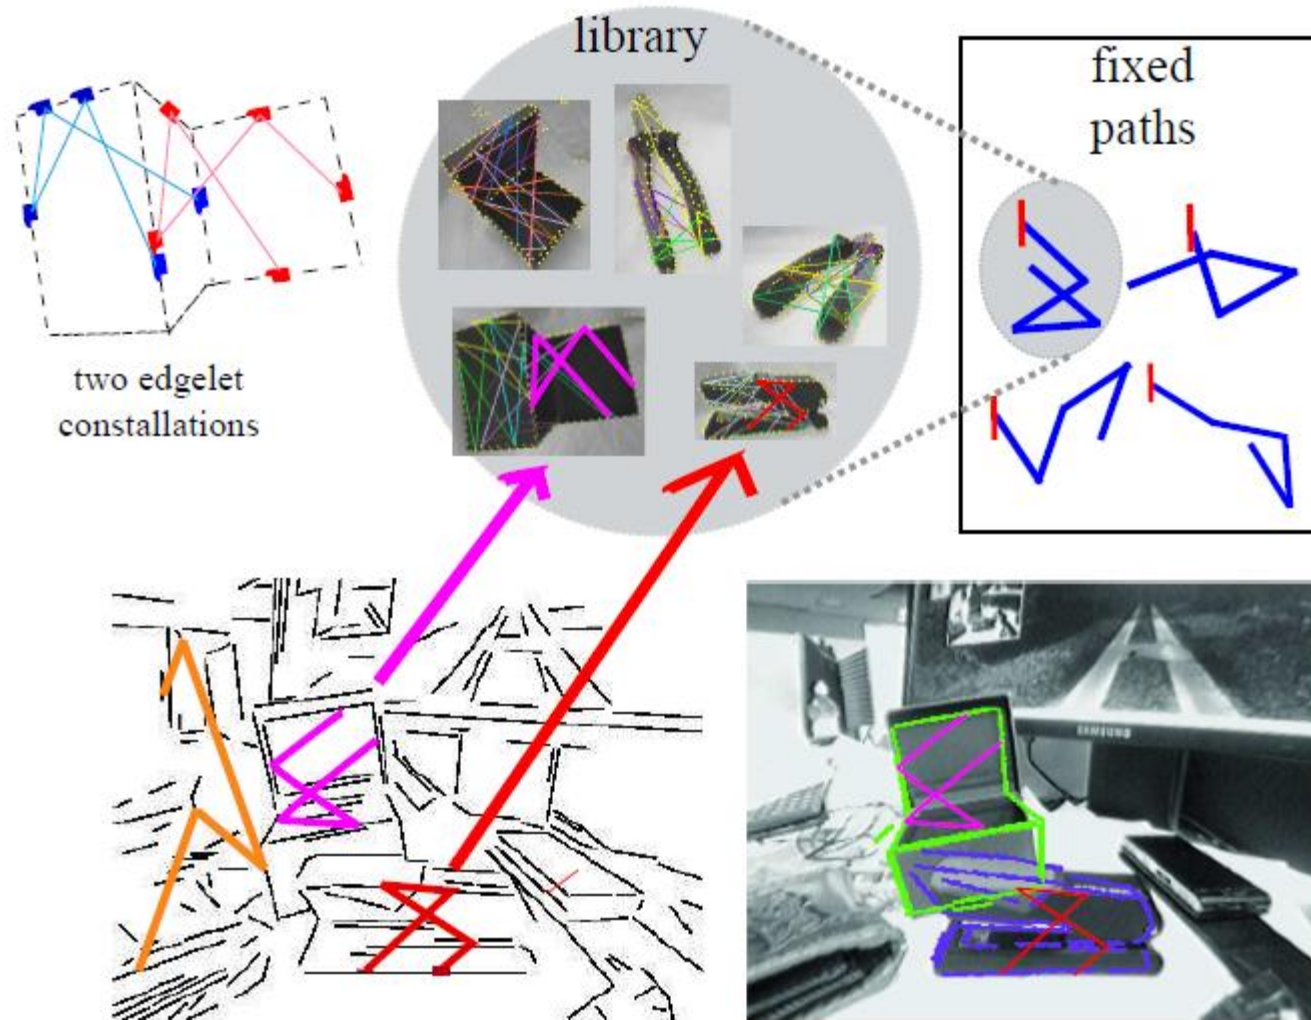 library
fixed
paths
two edgelet
constallations
SAMSUNG